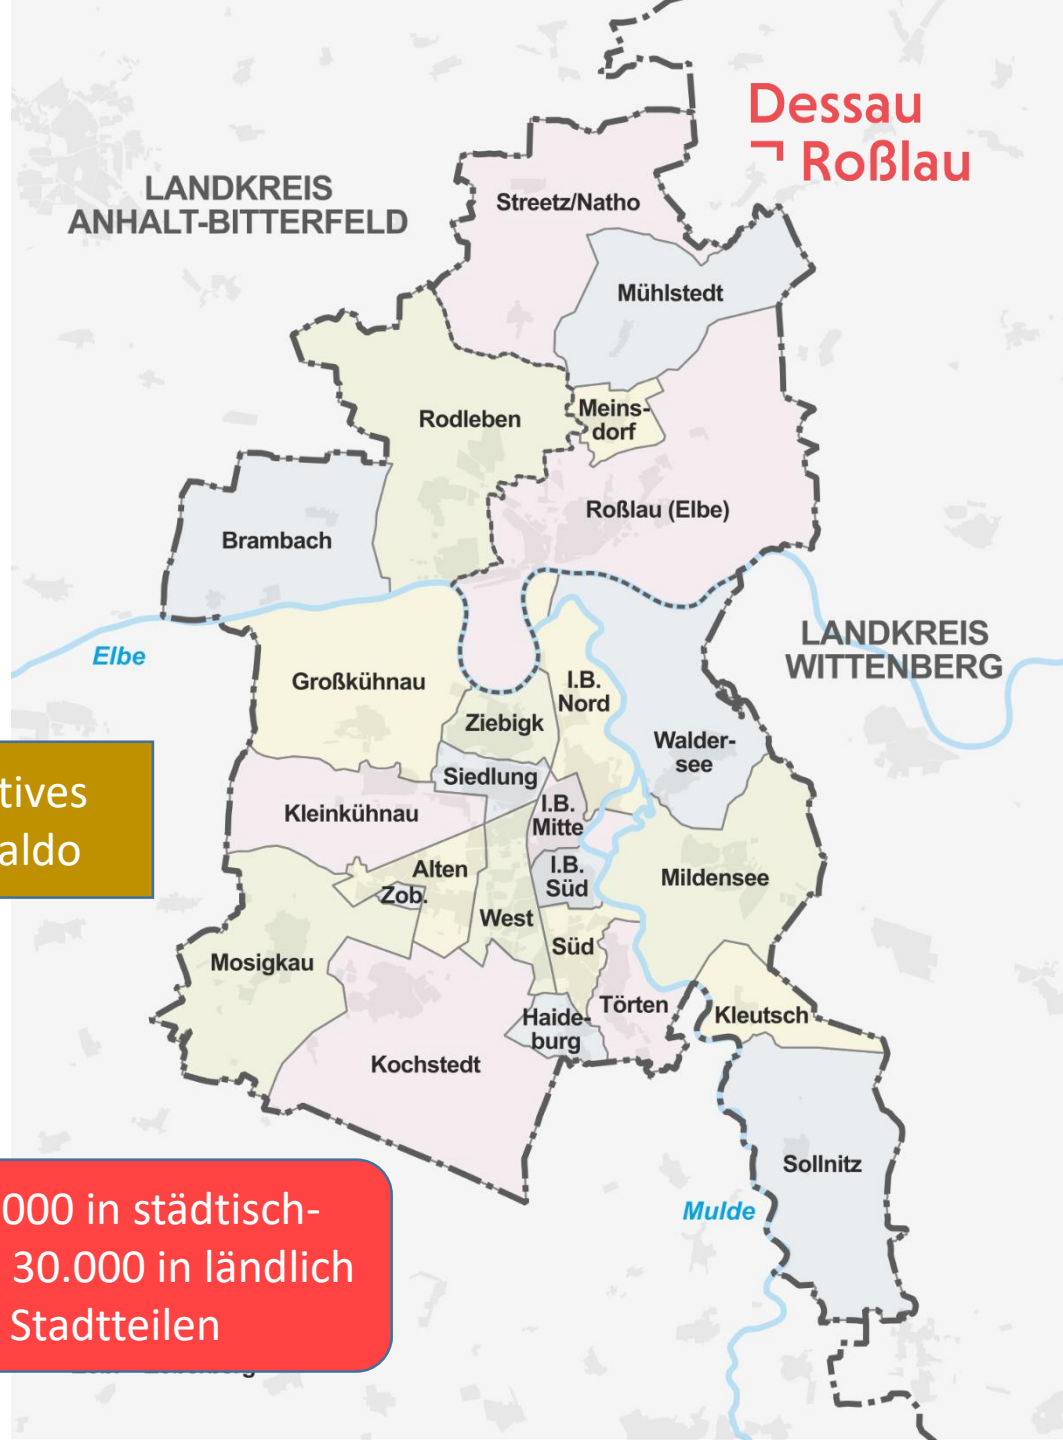 Dessau
Roßlau
LANDKREIS
ANHALT-BITTERFELD
Streetz/Natho
Mühlstedt
Rodleben
Meins-
dorf
Roßlau (Elbe)
Brambach
Elbe
LANDKREIS
WITTENBERG
Großkühnau
I.B.
Nord
Ziebigk
Walder-
see
Siedlung
Kleinkühnau
I.B.
Mitte
tives
aldo
Alten
I.B.
Süd
Mildensee
Zob.
West
Süd
Mosigkau
Törten
Kleutsch
Haide-
burg
Kochstedt
Sollnitz
Mulde
000 in städtisch-
30.000 in ländlich
Stadtteilen